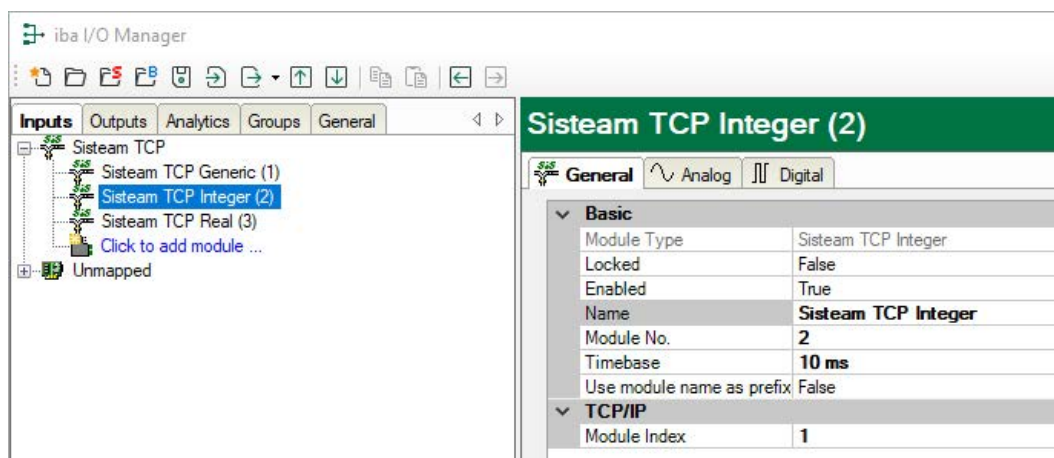 iba I/O Manager
Inputs Outputs Analytics Groups General
Sisteam TCP
Sisteam TCP Generic (1)
Sisteam TCP Integer (2)
Sisteam TCP Real (3)
Click to add module ...
Unmapped
Sisteam TCP Integer (2)
General Analog Digital
Basic
Module Type Sisteam TCP Integer
Locked False
Enabled True
Name Sisteam TCP Integer
Module No. 2
Timebase 10 ms
Use module name as prefix False
TCP/IP
Module Index 1